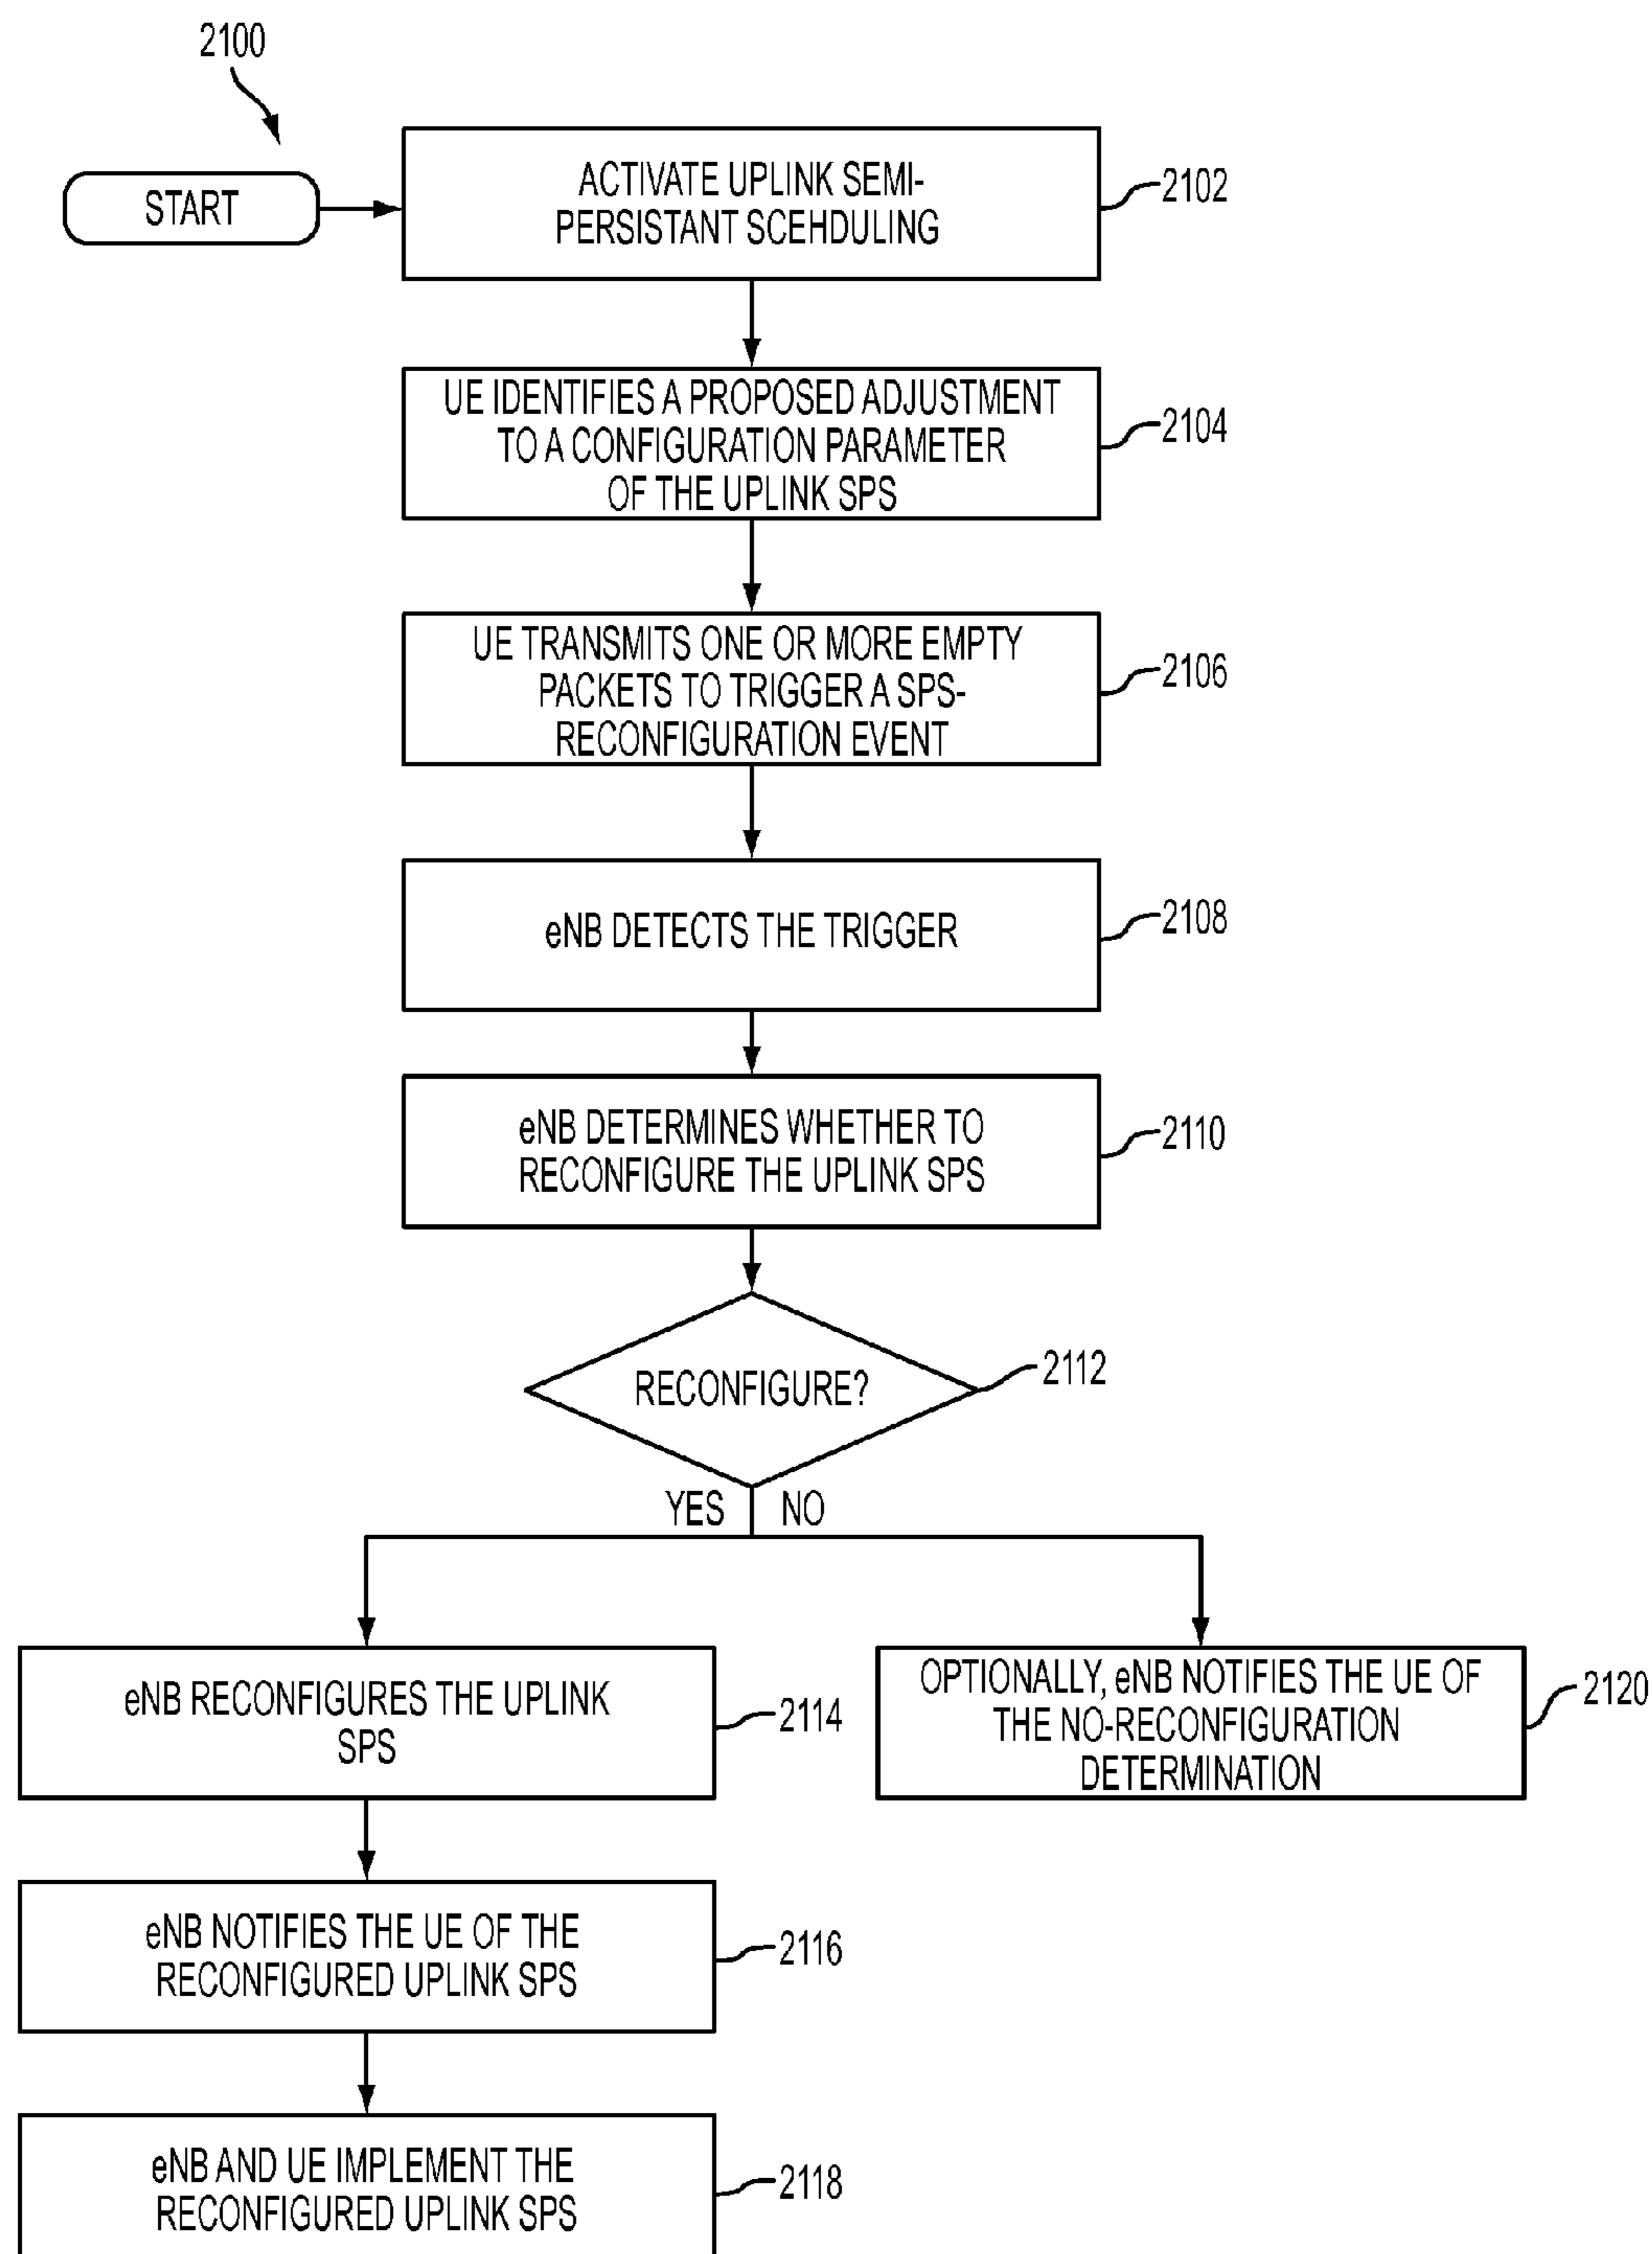 2100
START
ACTIVATE UPLINK SEMI-
PERSISTANT SCEHDULING
2102
UE IDENTIFIES A PROPOSED ADJUSTMENT
TO A CONFIGURATION PARAMETER
OF THE UPLINK SPS
2104
UE TRANSMITS ONE OR MORE EMPTY
PACKETS TO TRIGGER A SPS-
RECONFIGURATION EVENT
2106
eNB DETECTS THE TRIGGER
2108
eNB DETERMINES WHETHER TO
RECONFIGURE THE UPLINK SPS
2110
RECONFIGURE?
2112
YES
NO
eNB RECONFIGURES THE UPLINK
SPS
2114
OPTIONALLY, eNB NOTIFIES THE UE OF
THE NO-RECONFIGURATION
DETERMINATION
2120
eNB NOTIFIES THE UE OF THE
RECONFIGURED UPLINK SPS
2116
eNB AND UE IMPLEMENT THE
RECONFIGURED UPLINK SPS
2118